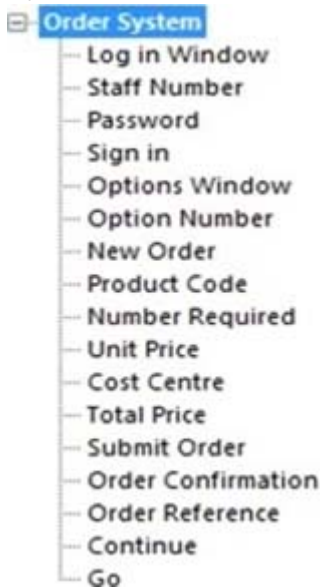 Order System
Log in Window
Staff Number
Password
Sign in
Options Window
Option Number
New Order
Product Code
Number Required
Unit Price
Cost Centre
Total Price
Submit Order
Order Confirmation
Order Reference
Continue
Go